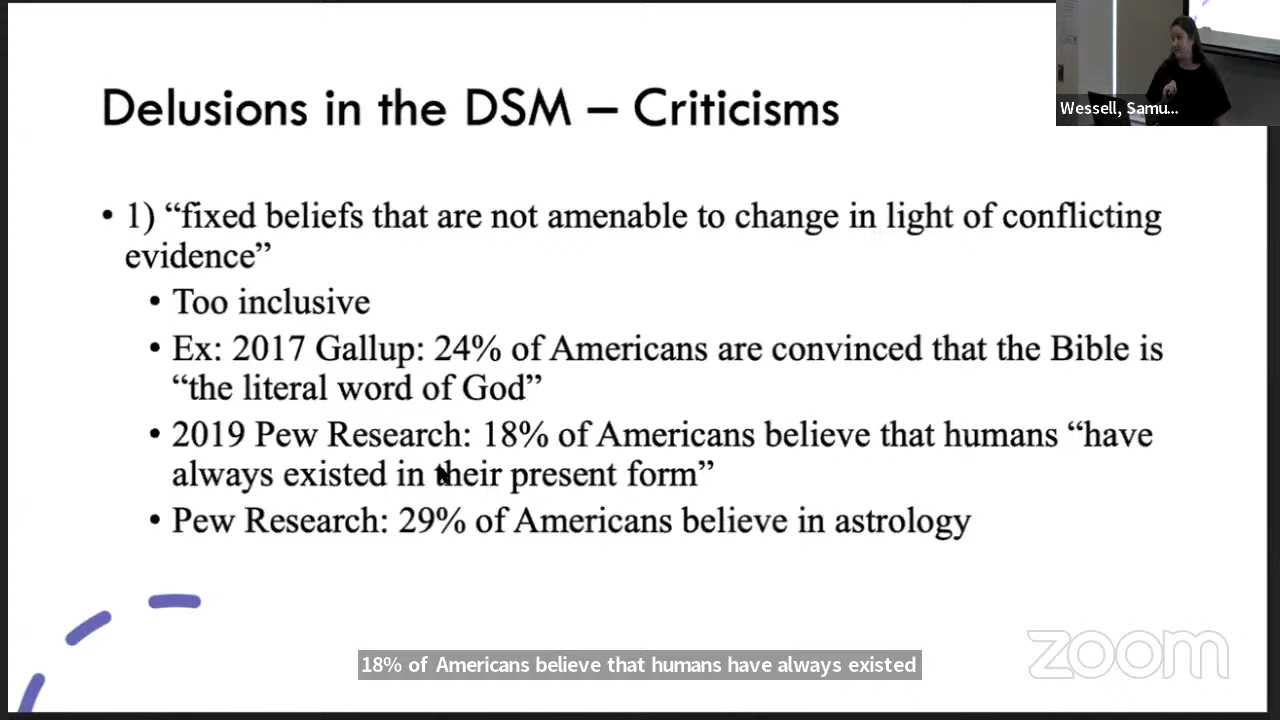 Delusions in the DSM – Criticisms
Wessell, Samu...
• 1) “fixed beliefs that are not amenable to change in light of conflicting
evidence”
• Too inclusive
• Ex: 2017 Gallup: 24% of Americans are convinced that the Bible is
“the literal word of God”
• 2019 Pew Research: 18% of Americans believe that humans “have
always existed in their present form”
• Pew Research: 29% of Americans believe in astrology
zoom
18% of Americans believe that humans have always existed